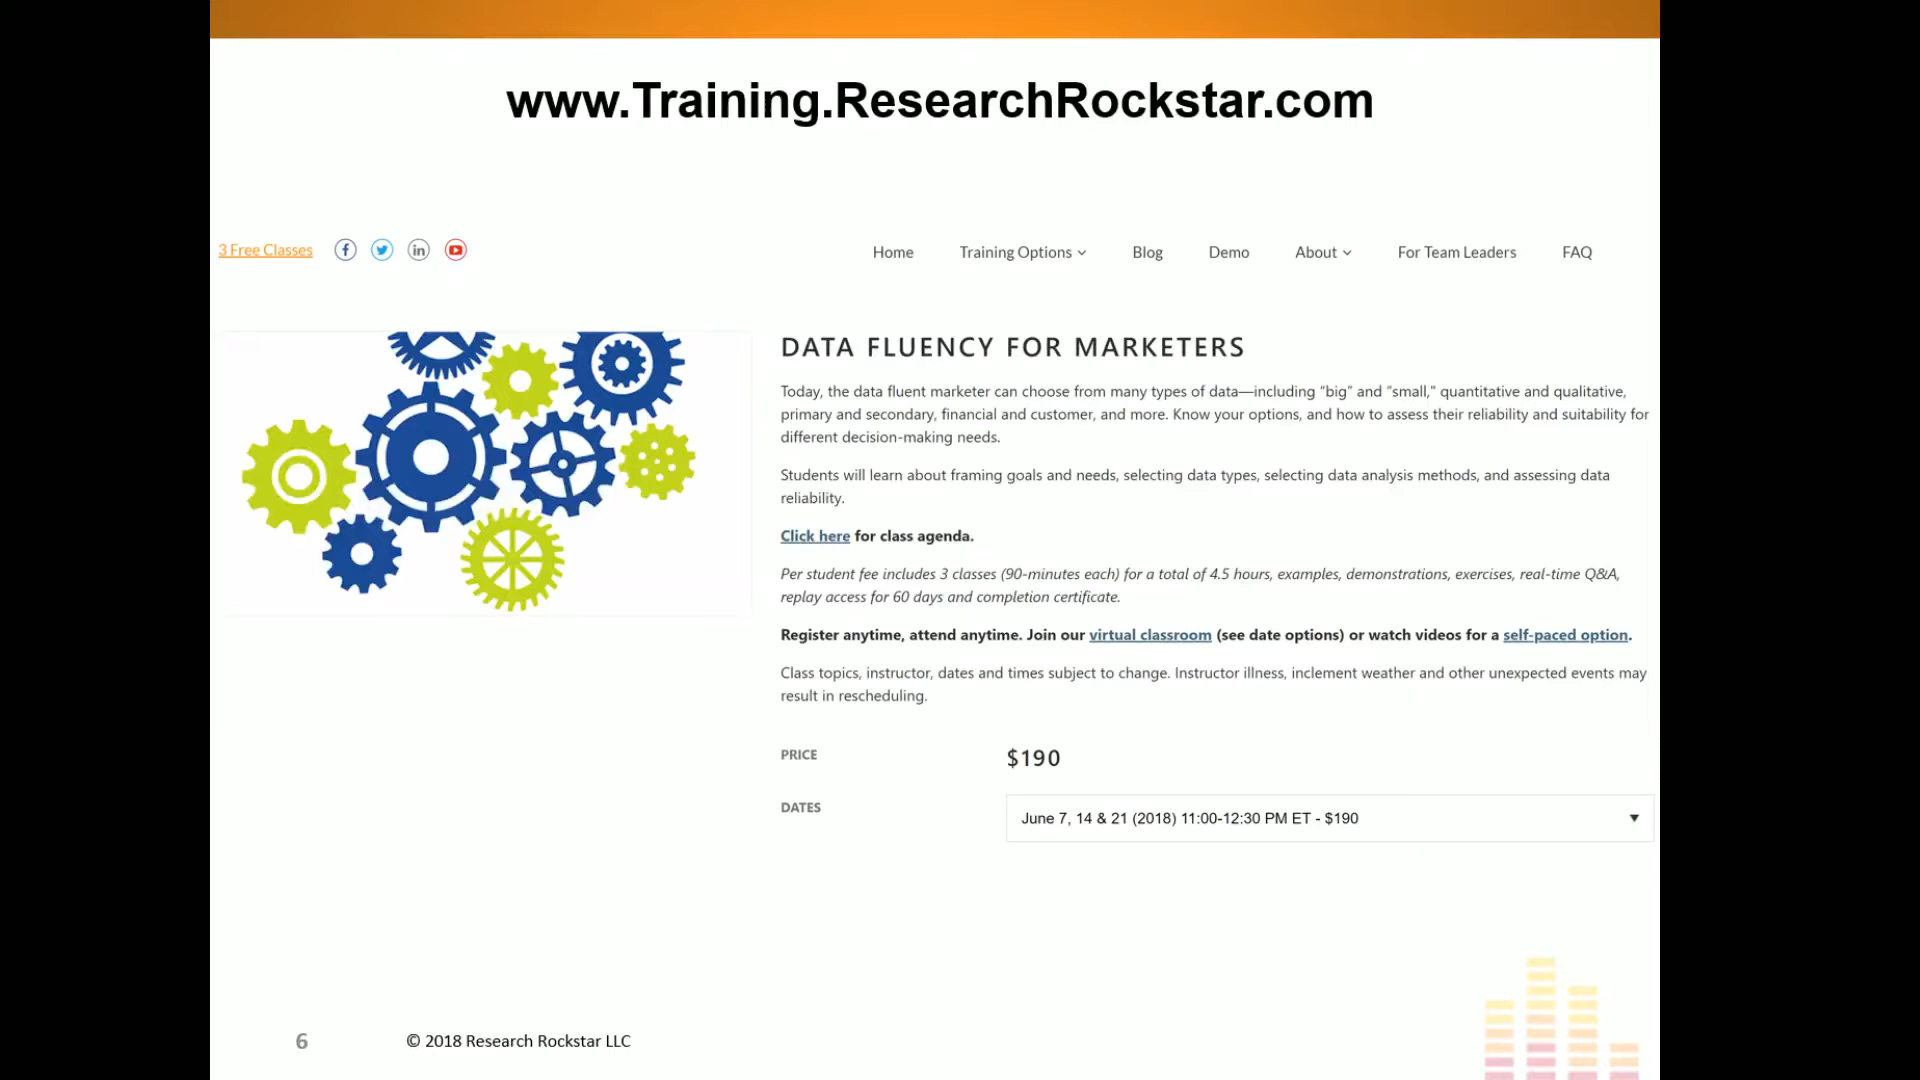 www.Training.ResearchRockstar.com
3 Free Classes
Home Training Options Blog Demo About For Team Leaders FAQ
DATA FLUENCY FOR MARKETERS
Today, the data fluent marketer can choose from many types of data—including “big” and “small,” quantitative and qualitative,
primary and secondary, financial and customer, and more. Know your options, and how to assess their reliability and suitability for
different decision-making needs.
Students will learn about framing goals and needs, selecting data types, selecting data analysis methods, and assessing data
reliability.
Click here for class agenda.
Per student fee includes 3 classes (90-minutes each) for a total of 4.5 hours, examples, demonstrations, exercises, real-time Q&A,
replay access for 60 days and completion certificate.
Register anytime, attend anytime. Join our virtual classroom (see date options) or watch videos for a self-paced option.
Class topics, instructor, dates and times subject to change. Instructor illness, inclement weather and other unexpected events may
result in rescheduling.
PRICE $190
DATES June 7, 14 & 21 (2018) 11:00-12:30 PM ET - $190
6 © 2018 Research Rockstar LLC